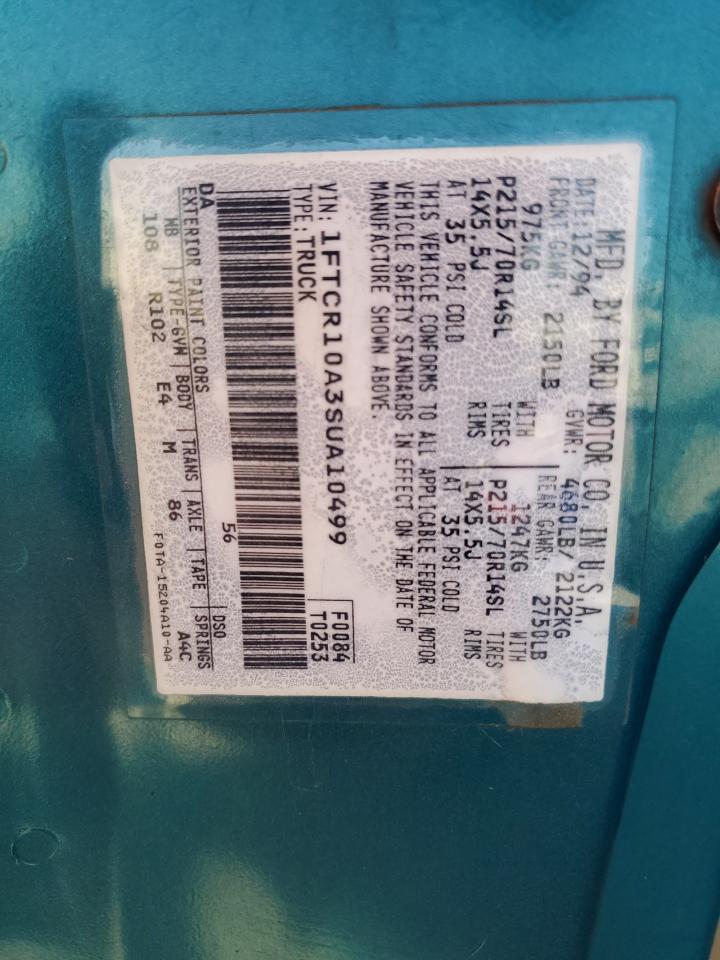 MFD. BY FORD MOTOR CO. IN U.S.A.
DATE: 12/94 GVWR: 4680LB/ 2122KG
FRONT GAWR: 2150LB REAR GAWR: 2750LB
975KG WITH 1247KG WITH
P215/70R14SL TIRES P215/70R14SL TIRES
14X5.5J RIMS 14X5.5J RIMS
AT 35 PSI COLD AT 35 PSI COLD
THIS VEHICLE CONFORMS TO ALL APPLICABLE FEDERAL MOTOR
VEHICLE SAFETY STANDARDS IN EFFECT ON THE DATE OF
MANUFACTURE SHOWN ABOVE.
VIN: 1FTCR10A3SUA10499 F0084
TYPE: TRUCK T0253
DA 56 DSO
EXTERIOR PAINT COLORS
WB TYPE-GVW BODY TRANS AXLE TAPE SPRINGS
108 R102 E4 M 86 A4C
F0TA-15204A10-AA